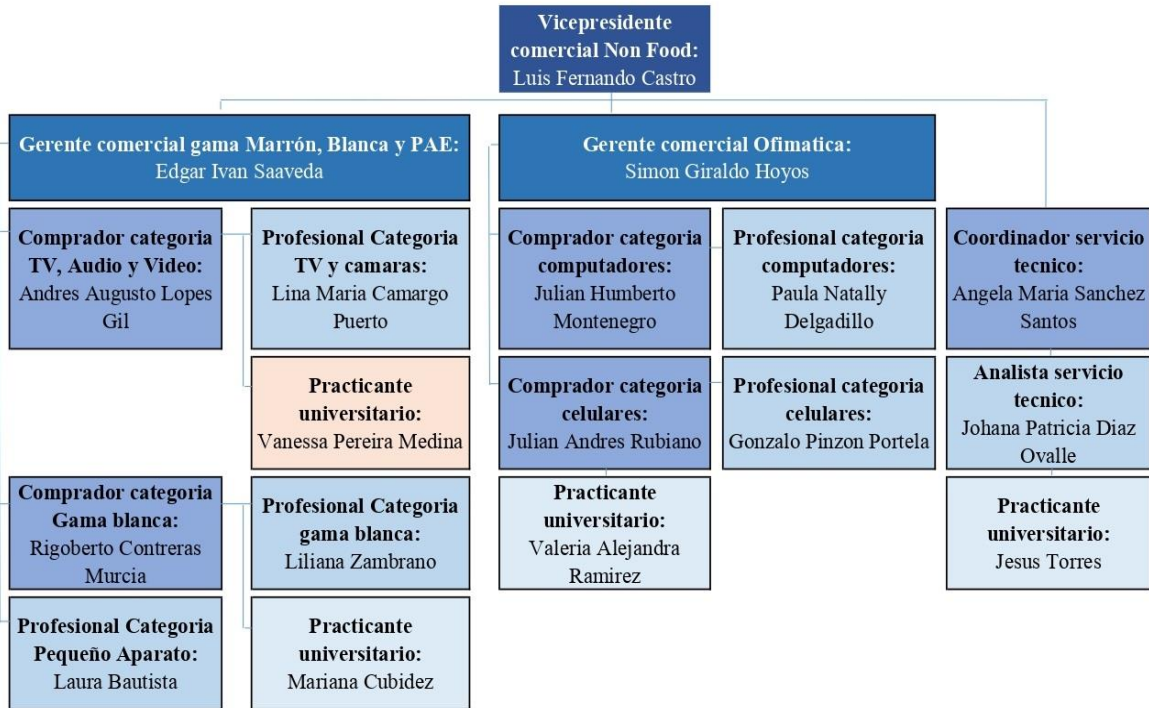 Vicepresidente
comercial Non Food:
Luis Fernando Castro
Gerente comercial gama Marrón, Blanca y PAE:
Edgar Ivan Saaveda
Gerente comercial Ofimatica:
Simon Giraldo Hoyos
Comprador categoria
TV, Audio y Video:
Andres Augusto Lopes
Gil
Profesional Categoria
TV y camaras:
Lina Maria Camargo
Puerto
Comprador categoria
computadores:
Julian Humberto
Montenegro
Profesional categoria
computadores:
Paula Natally
Delgadillo
Coordinador servicio
tecnico:
Angela Maria Sanchez
Santos
Practicante
universitario:
Vanessa Pereira Medina
Comprador categoria
celulares:
Julian Andres Rubiano
Profesional categoria
celulares:
Gonzalo Pinzon Portela
Analista servicio
tecnico:
Johana Patricia Diaz
Ovalle
Comprador categoria
Gama blanca:
Rigoberto Contreras
Murcia
Profesional Categoria
gama blanca:
Liliana Zambrano
Practicante
universitario:
Valeria Alejandra
Ramirez
Practicante
universitario:
Jesus Torres
Profesional Categoria
Pequeño Aparato:
Laura Bautista
Practicante
universitario:
Mariana Cubidez